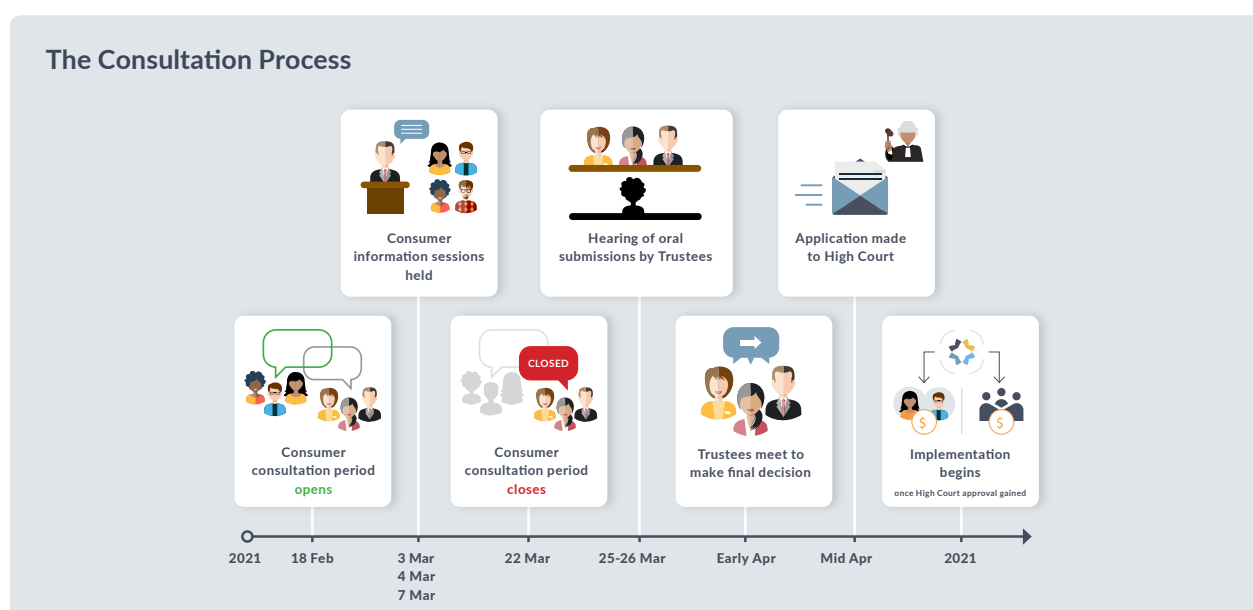 The Consultation Process
Consumer
information sessions
held
Hearing of oral
submissions by Trustees
Application made
to High Court
CLOSED
$
$
Consumer
consultation period
opens
Consumer
consultation period
closes
Trustees meet to
make final decision
Implementation
begins
once High Court approval gained
2021
18 Feb
3 Mar
4 Mar
7 Mar
22 Mar
25-26 Mar
Early Apr
Mid Apr
2021